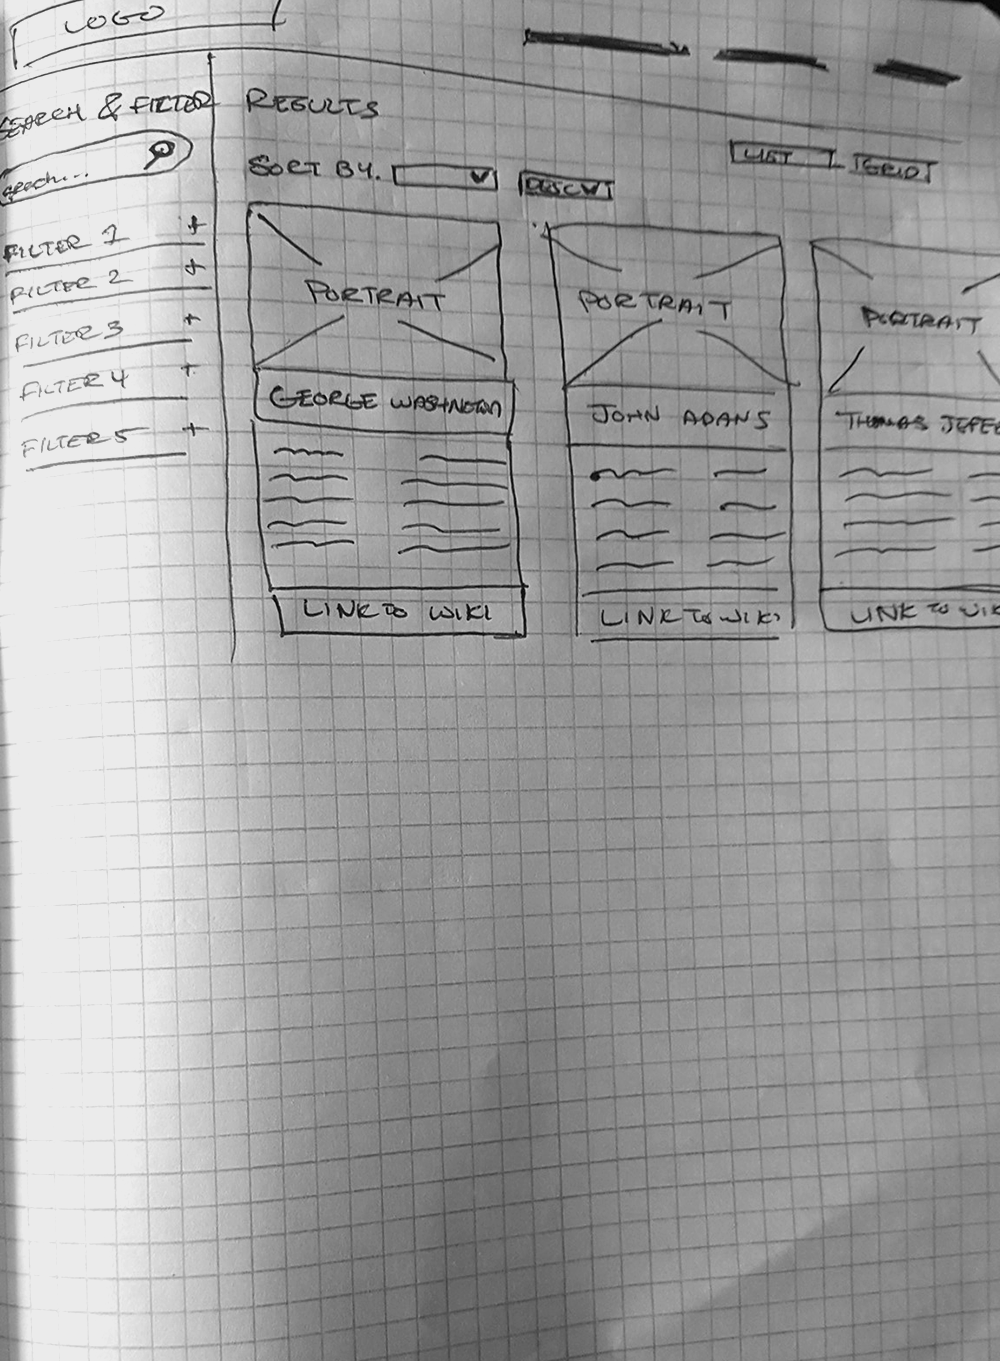 LOGO
SEARCH & FILTER
Search...
FILTER 1 +
FILTER 2 +
FILTER 3 +
FILTER 4 +
FILTER 5 +
RESULTS
LIST GRID
SORT BY. DESC
PORTRAIT PORTRAIT PORTRAIT
GEORGE WASHINGTON JOHN ADAMS THOMAS JEFFE
LINK TO WIKI LINK TO WIKI LINK TO WIK